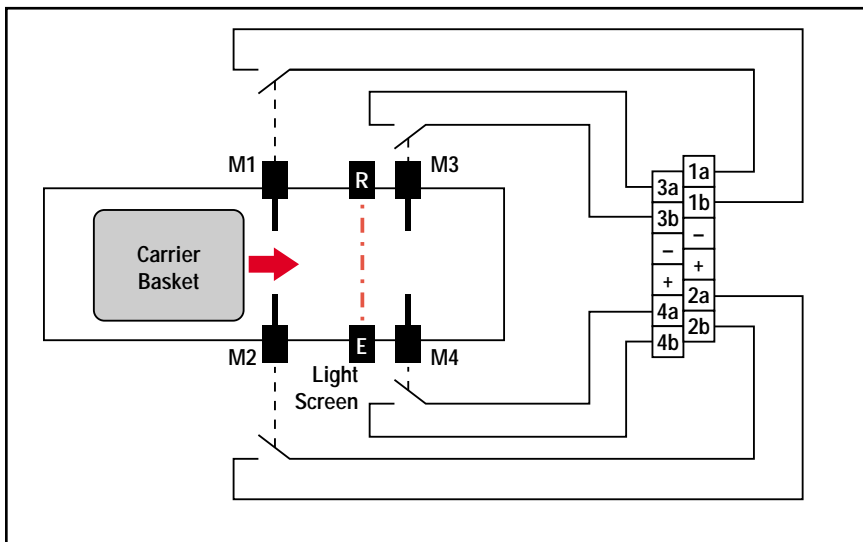 M1
R
M3
Carrier
Basket
M2
E
M4
Light
Screen
3a
3b
–
+
4a
4b
1a
1b
–
+
2a
2b